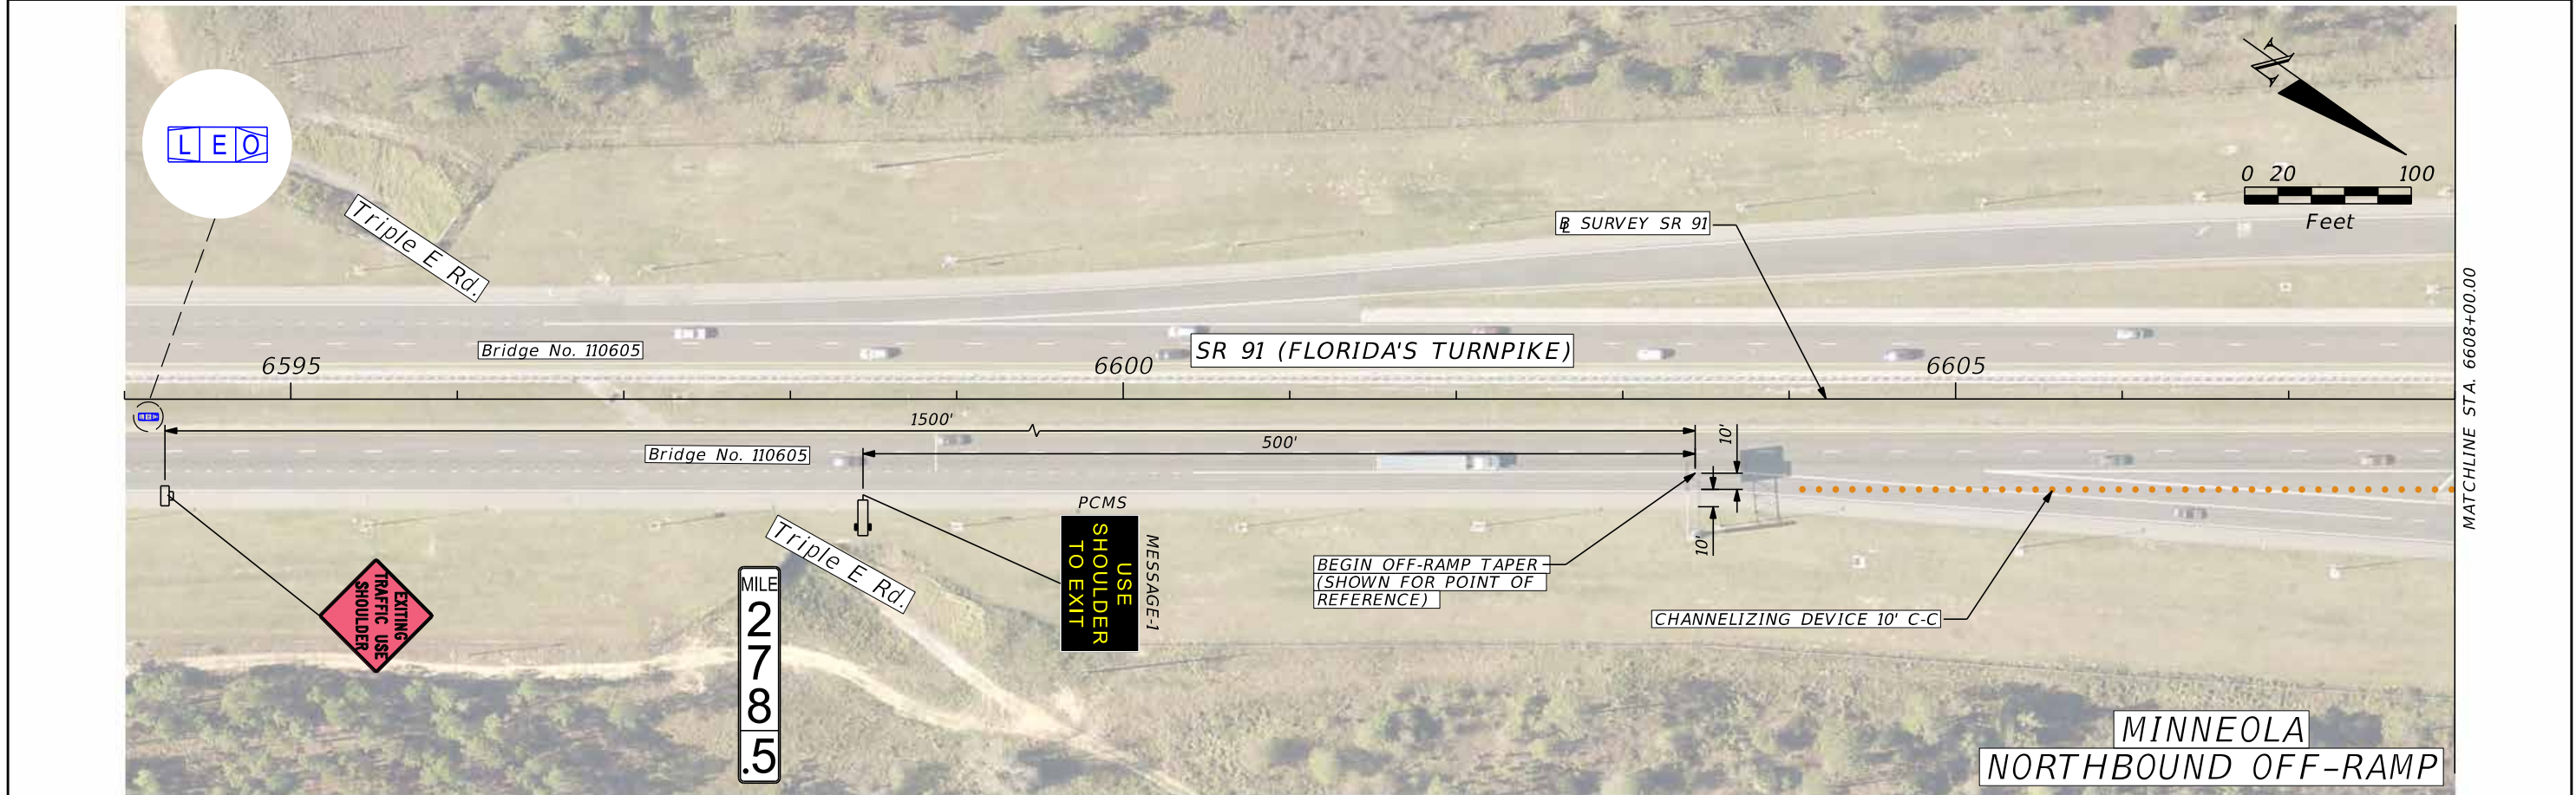 L E O
Triple E Rd.
N
0 20 100
Feet
℄ SURVEY SR 91
Bridge No. 110605
SR 91 (FLORIDA'S TURNPIKE)
6595
6600
6605
MATCHLINE STA. 6608+00.00
LEO
1500'
500'
10'
10'
Bridge No. 110605
PCMS
USE
SHOULDER
TO EXIT
MESSAGE-1
Triple E Rd.
EXITING
TRAFFIC USE
SHOULDER
MILE
2
7
8
.5
BEGIN OFF-RAMP TAPER
(SHOWN FOR POINT OF
REFERENCE)
CHANNELIZING DEVICE 10' C-C
MINNEOLA
NORTHBOUND OFF-RAMP